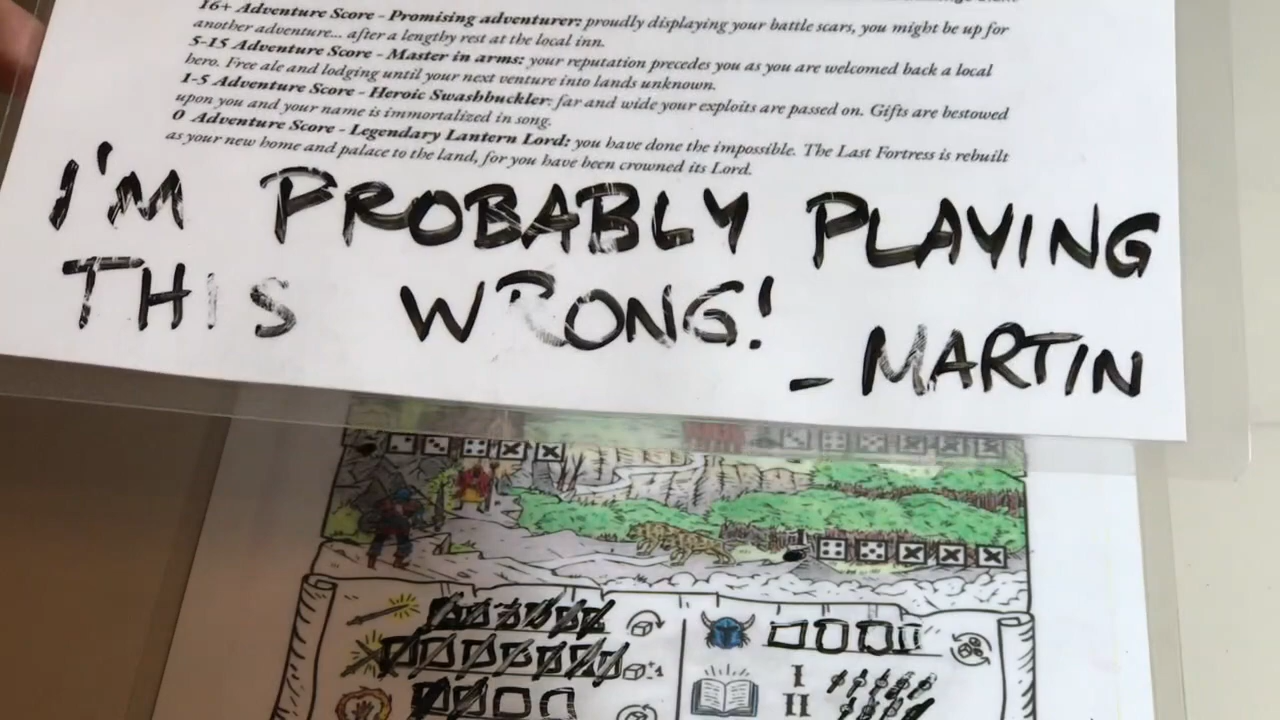 16+ Adventure Score - Promising adventurer: proudly displaying your battle scars, you might be up for
another adventure... after a lengthy rest at the local inn.
5-15 Adventure Score - Master in arms: your reputation precedes you as you are welcomed back a local
hero. Free ale and lodging until your next venture into lands unknown.
1-5 Adventure Score - Heroic Swashbuckler: far and wide your exploits are passed on. Gifts are bestowed
upon you and your name is immortalized in song.
0 Adventure Score - Legendary Lantern Lord: you have done the impossible. The Last Fortress is rebuilt
as your new home and palace to the land, for you have been crowned its Lord.
I'M PROBABLY PLAYING
THIS WRONG!
- MARTIN
I
II